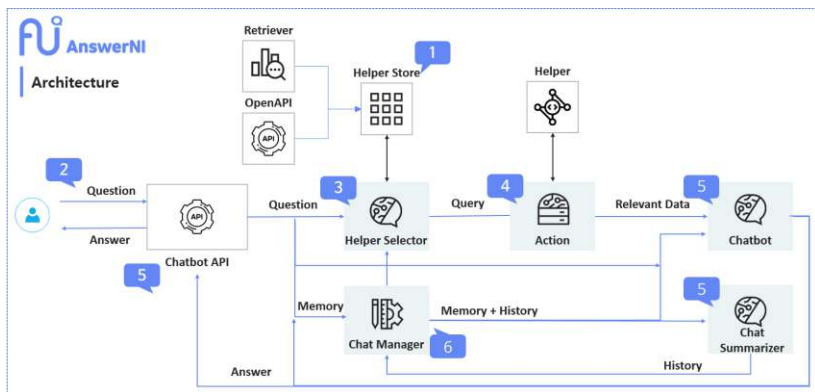 AnswerNI
Architecture
Retriever
OpenAPI
API
Helper Store
1
Helper
2
Question
Answer
API
Chatbot API
5
Question
3
Helper Selector
Query
4
Action
Relevant Data
5
Chatbot
Memory
Chat Manager
6
Memory + History
5
Chat
Summarizer
History
Answer